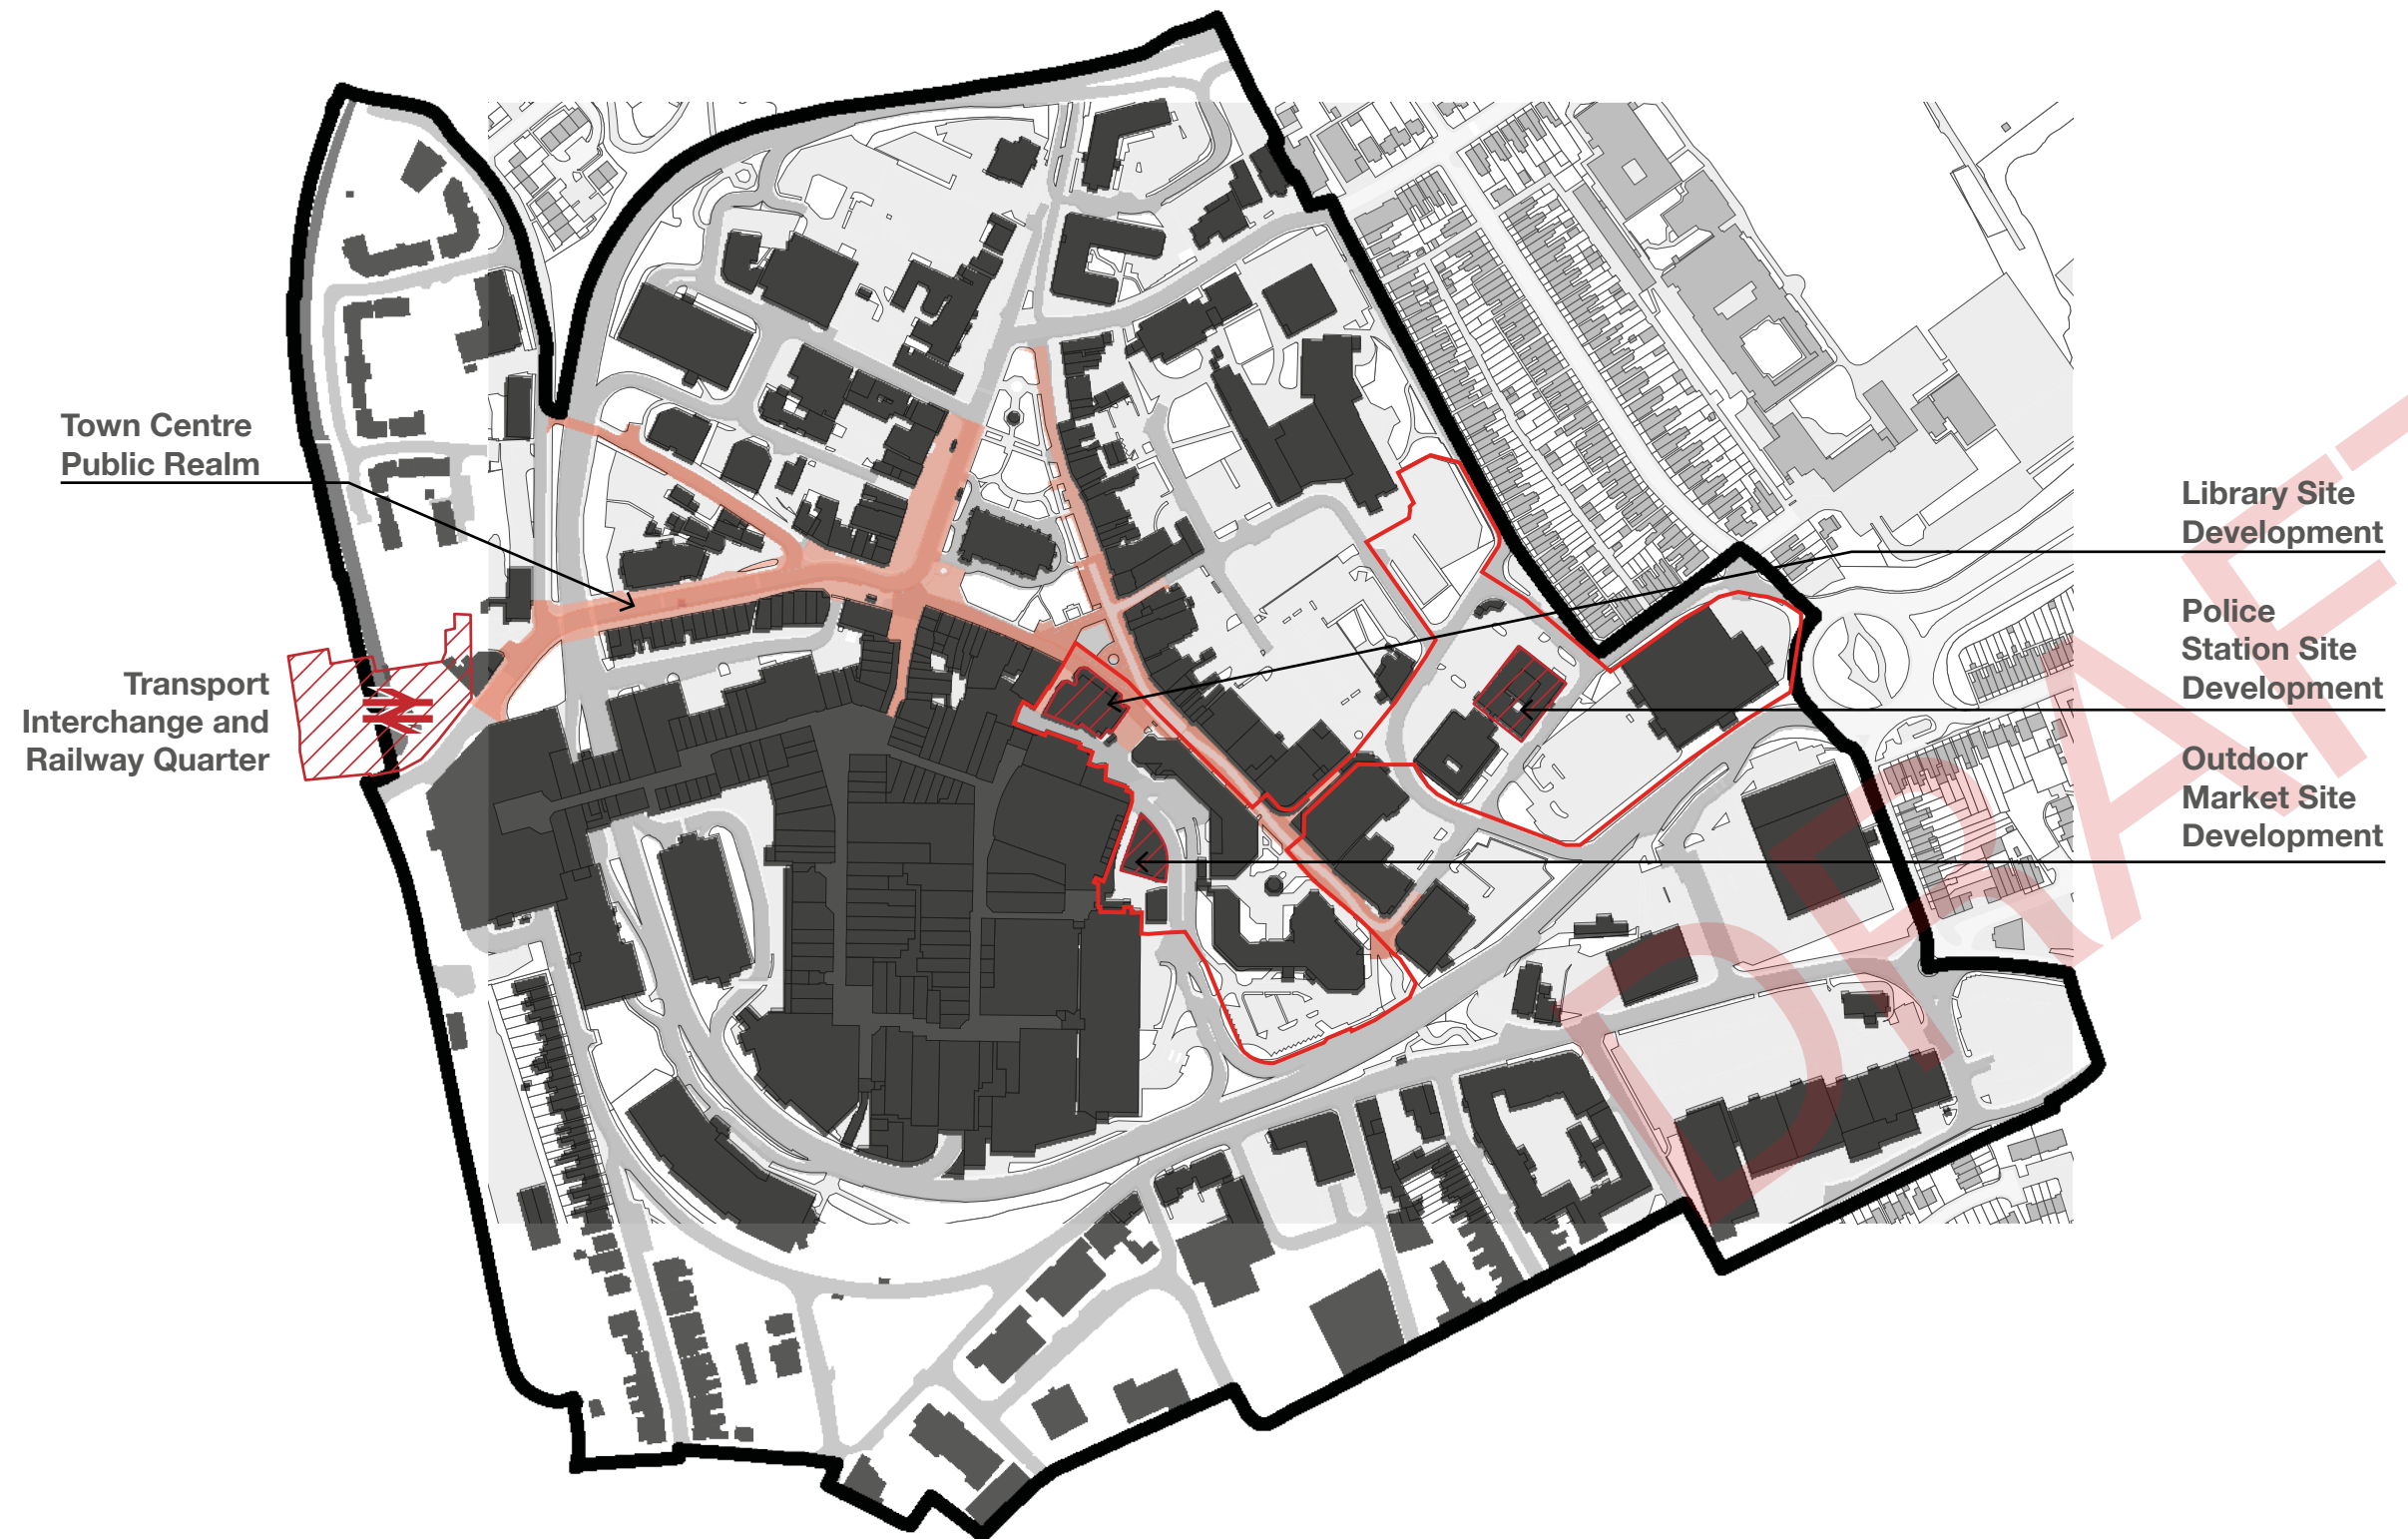 Town Centre
Public Realm
Transport
Interchange and
Railway Quarter
Library Site
Development
Police
Station Site
Development
Outdoor
Market Site
Development
DRAFT